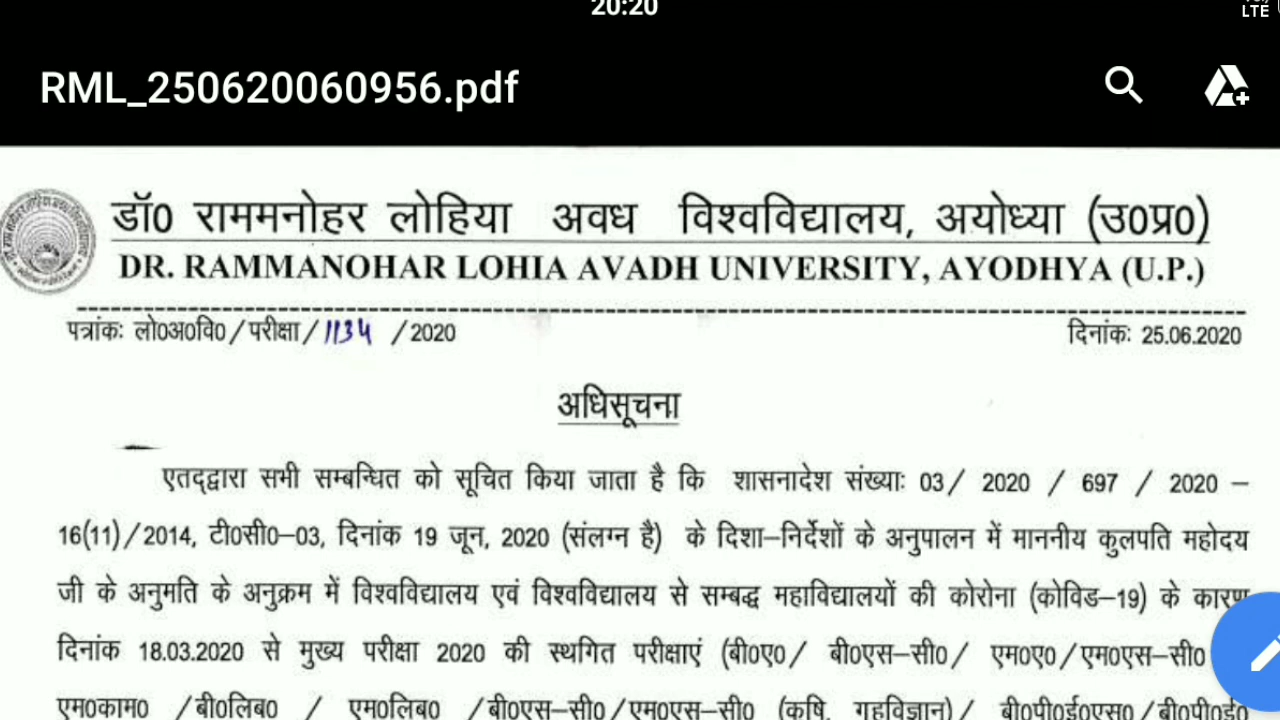 20:20
LTE
RML_250620060956.pdf
डॉ0 राममनोहर लोहिया अवध विश्वविद्यालय, अयोध्या (उ0प्र0)
DR. RAMMANOHAR LOHIA AVADH UNIVERSITY, AYODHYA (U.P.)
पत्रांकः लो0अ0वि0/परीक्षा/1134 /2020 दिनांकः 25.06.2020
अधिसूचना
एतद्द्वारा सभी सम्बन्धित को सूचित किया जाता है कि शासनादेश संख्याः 03/ 2020 / 697 / 2020 –
16(11)/2014, टी0सी0–03, दिनांक 19 जून, 2020 (संलग्न है) के दिशा–निर्देशों के अनुपालन में माननीय कुलपति महोदय
जी के अनुमति के अनुक्रम में विश्वविद्यालय एवं विश्वविद्यालय से सम्बद्ध महाविद्यालयों की कोरोना (कोविड–19) के कारण
दिनांक 18.03.2020 से मुख्य परीक्षा 2020 की स्थगित परीक्षाएं (बी0ए0/ बी0एस–सी0/ एम0ए0/एम0एस–सी0
एम0काम0 /बी0लिब0 / एम0लिब0 /बी0एस–सी0/एम0एस–सी0 (कृषि, गृहविज्ञान)/ बी0पी0ई0एस0/बी0पी0ई0